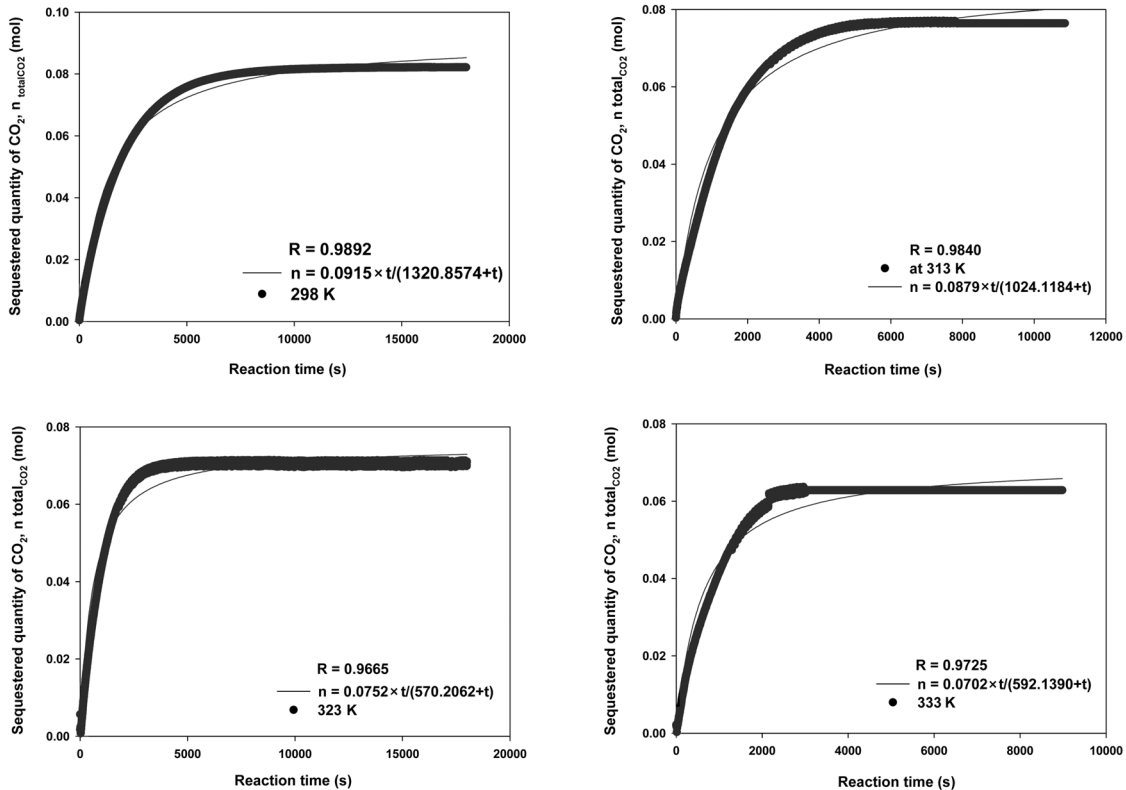 Sequestered quantity of CO2, n totalCO2 (mol)
0.10
0.08
0.06
0.04
0.02
0.00
R = 0.9892
n = 0.0915×t/(1320.8574+t)
298 K
0 5000 10000 15000 20000
Reaction time (s)
Sequestered quantity of CO2, n totalCO2 (mol)
0.08
0.06
0.04
0.02
0.00
R = 0.9840
at 313 K
n = 0.0879×t/(1024.1184+t)
0 2000 4000 6000 8000 10000 12000
Reaction time (s)
Sequestered quantity of CO2, n totalCO2 (mol)
0.08
0.06
0.04
0.02
0.00
R = 0.9665
n = 0.0752×t/(570.2062+t)
323 K
0 5000 10000 15000 20000
Reaction time (s)
Sequestered quantity of CO2, n totalCO2 (mol)
0.08
0.06
0.04
0.02
0.00
R = 0.9725
n = 0.0702×t/(592.1390+t)
333 K
0 2000 4000 6000 8000 10000
Reaction time (s)